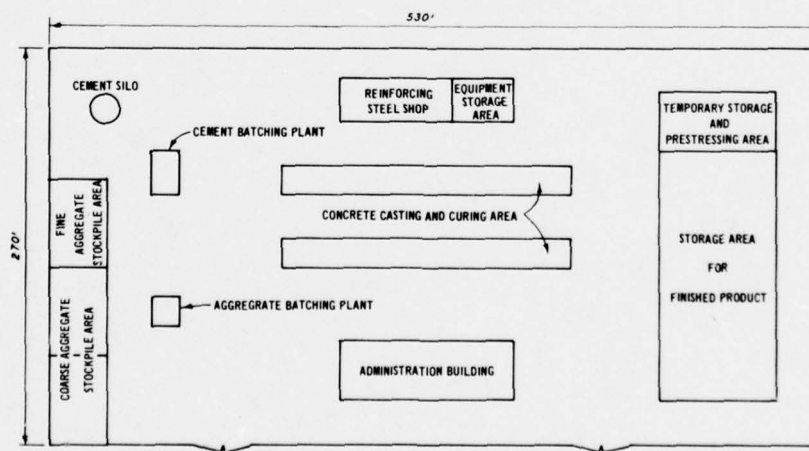 530'
CEMENT SILO
REINFORCING
STEEL SHOP
EQUIPMENT
STORAGE
AREA
TEMPORARY STORAGE
AND
PRESTRESSING AREA
CEMENT BATCHING PLANT
FINE
AGGREGATE
STOCKPILE AREA
270'
CONCRETE CASTING AND CURING AREA
STORAGE AREA
FOR
FINISHED PRODUCT
AGGREGRATE BATCHING PLANT
COARSE AGGREGATE
STOCKPILE AREA
ADMINISTRATION BUILDING